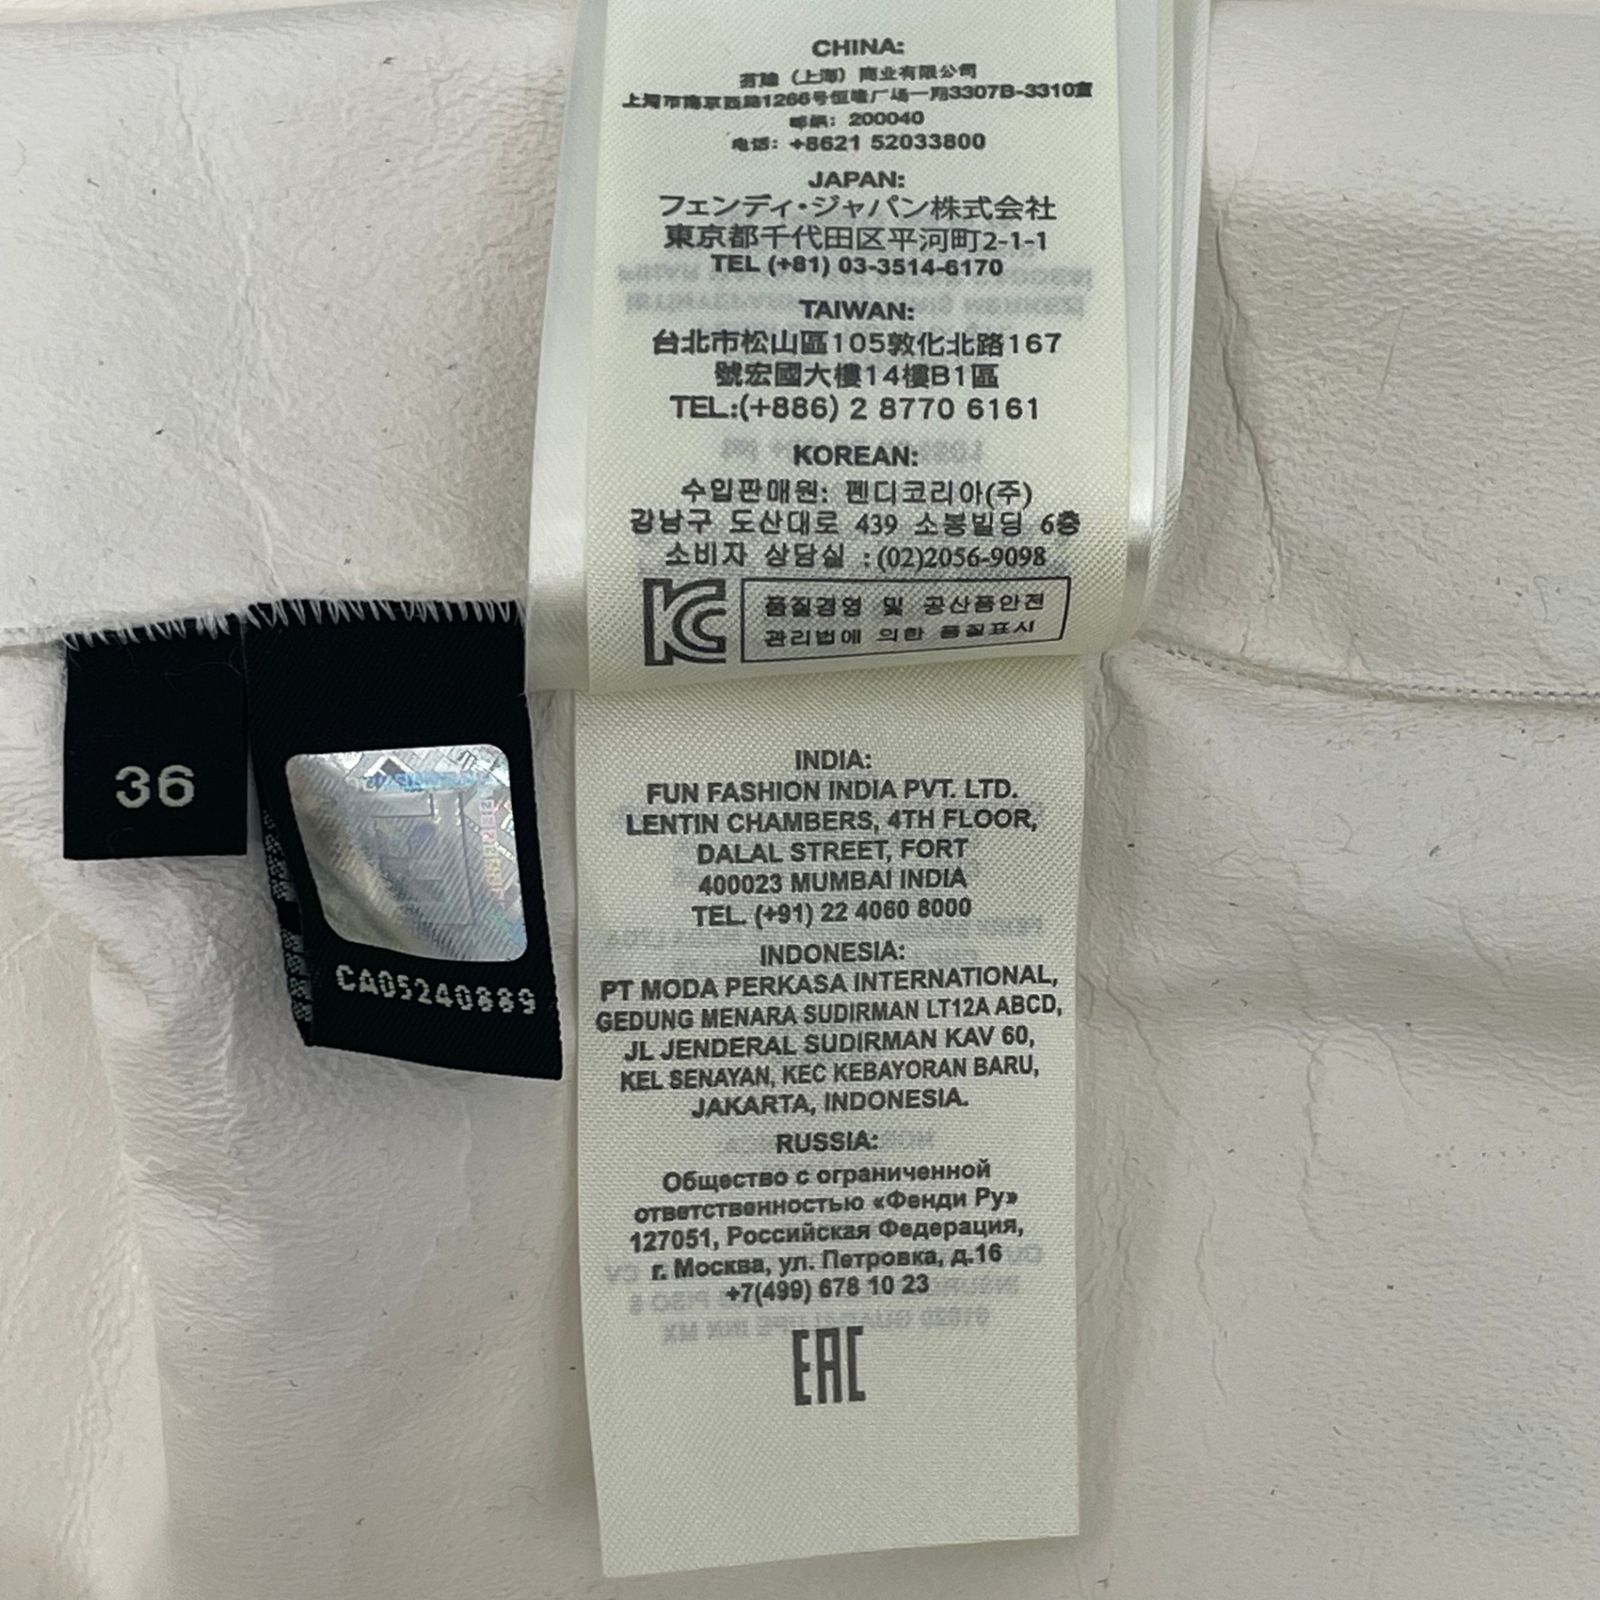 CHINA:
芬迪（上海）商业有限公司
上海市南京西路1266号恒隆广场一期3307B-3310室
邮编：200040
电话：+8621 52033800
JAPAN:
フェンディ・ジャパン株式会社
東京都千代田区平河町2-1-1
TEL (+81) 03-3514-6170
TAIWAN:
台北市松山區105敦化北路167
號宏國大樓14樓B1區
TEL:(+886) 2 8770 6161
KOREAN:
수입판매원: 펜디코리아(주)
강남구 도산대로 439 소봉빌딩 6층
소비자 상담실 :(02)2056-9098
품질경영 및 공산품안전
관리법에 의한 품질표시
36
CA05240889
INDIA:
FUN FASHION INDIA PVT. LTD.
LENTIN CHAMBERS, 4TH FLOOR,
DALAL STREET, FORT
400023 MUMBAI INDIA
TEL. (+91) 22 4060 8000
INDONESIA:
PT MODA PERKASA INTERNATIONAL,
GEDUNG MENARA SUDIRMAN LT12A ABCD,
JL JENDERAL SUDIRMAN KAV 60,
KEL SENAYAN, KEC KEBAYORAN BARU,
JAKARTA, INDONESIA.
RUSSIA:
Общество с ограниченной
ответственностью «Фенди Ру»
127051, Российская Федерация,
г. Москва, ул. Петровка, д.16
+7(499) 678 10 23
EAC